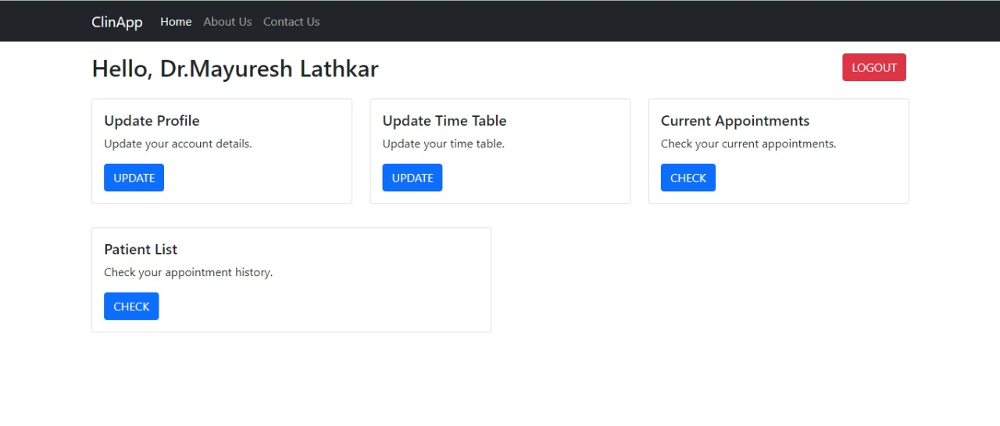 ClinApp Home About Us Contact Us
Hello, Dr.Mayuresh Lathkar
LOGOUT
Update Profile
Update your account details.
UPDATE
Update Time Table
Update your time table.
UPDATE
Current Appointments
Check your current appointments.
CHECK
Patient List
Check your appointment history.
CHECK